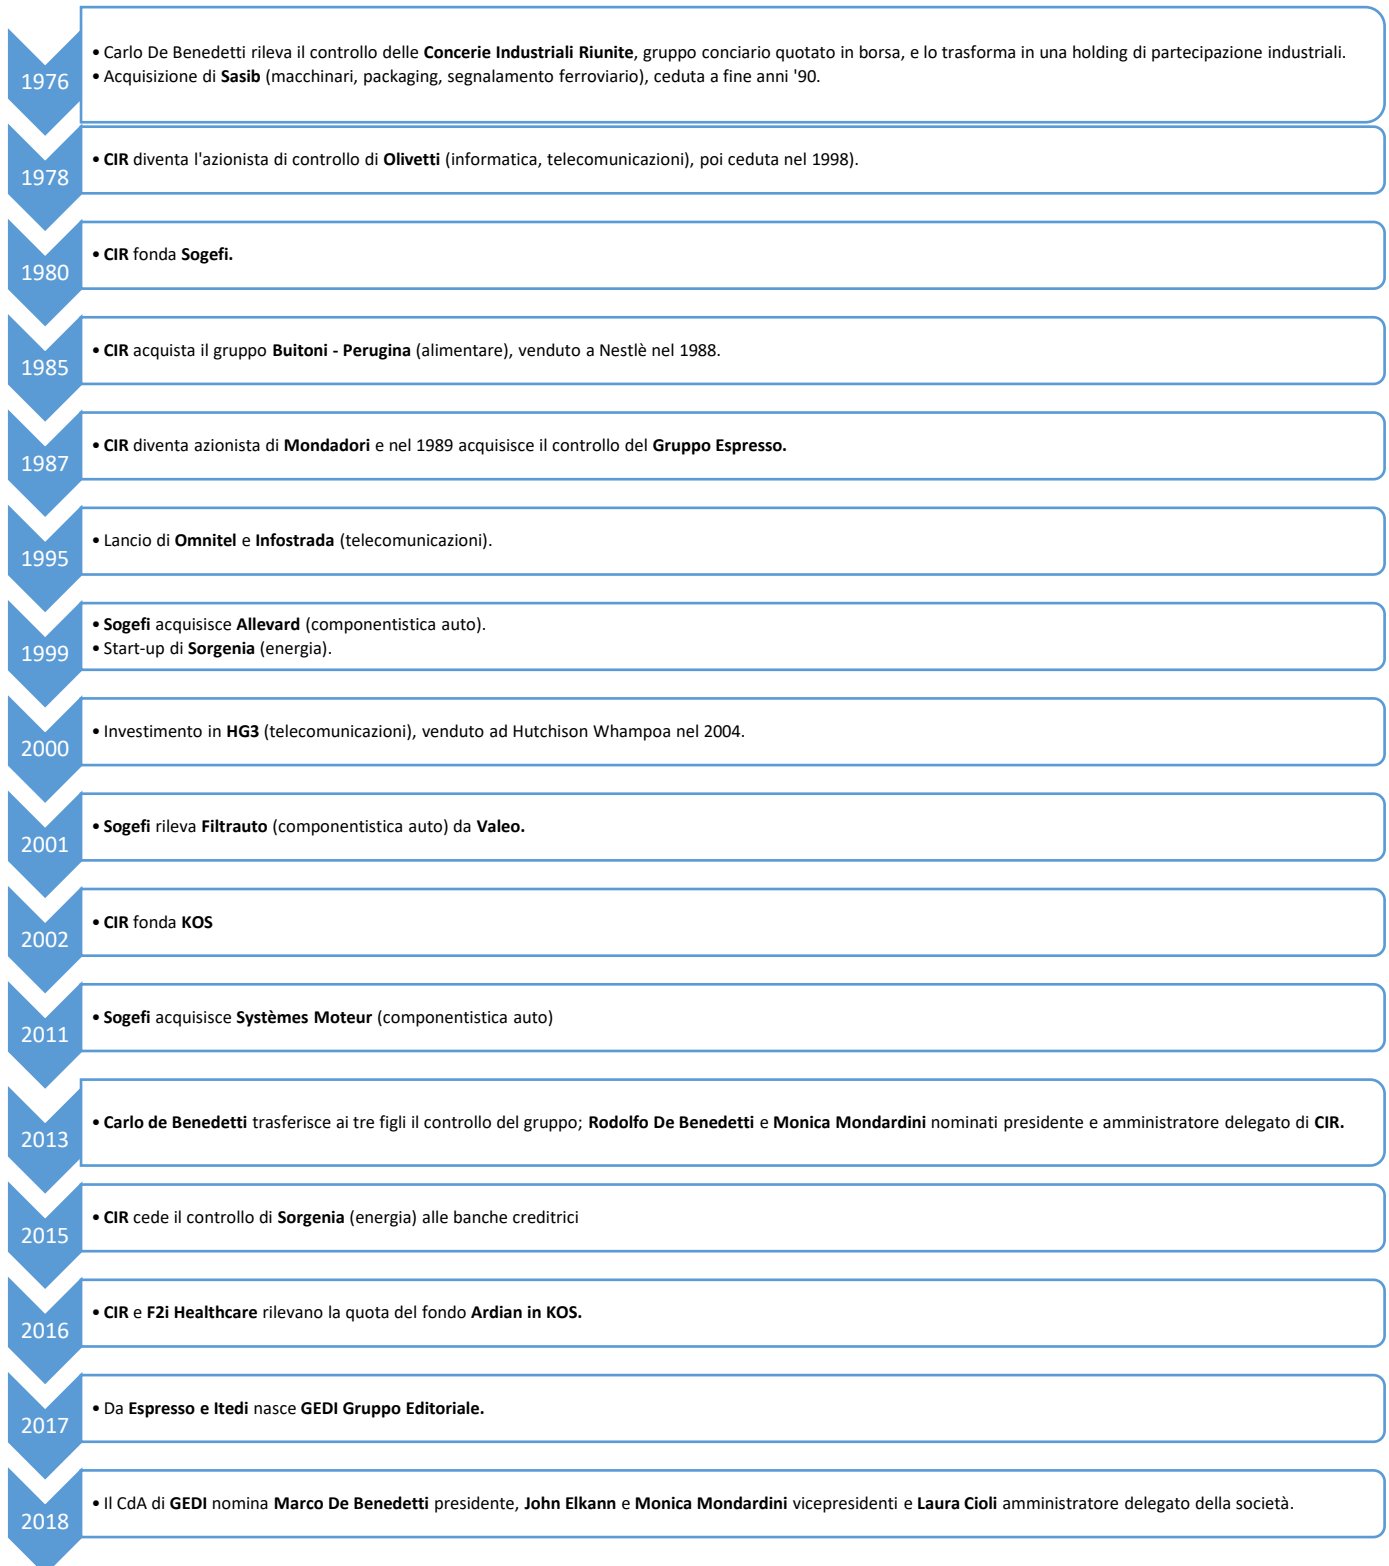 1976
• Carlo De Benedetti rileva il controllo delle Concerie Industriali Riunite, gruppo conciario quotato in borsa, e lo trasforma in una holding di partecipazione industriali.
• Acquisizione di Sasib (macchinari, packaging, segnalamento ferroviario), ceduta a fine anni '90.
1978
• CIR diventa l'azionista di controllo di Olivetti (informatica, telecomunicazioni), poi ceduta nel 1998).
1980
• CIR fonda Sogefi.
1985
• CIR acquista il gruppo Buitoni - Perugina (alimentare), venduto a Nestlè nel 1988.
1987
• CIR diventa azionista di Mondadori e nel 1989 acquisisce il controllo del Gruppo Espresso.
1995
• Lancio di Omnitel e Infostrada (telecomunicazioni).
1999
• Sogefi acquisisce Allevard (componentistica auto).
• Start-up di Sorgenia (energia).
2000
• Investimento in HG3 (telecomunicazioni), venduto ad Hutchison Whampoa nel 2004.
2001
• Sogefi rileva Filtrauto (componentistica auto) da Valeo.
2002
• CIR fonda KOS
2011
• Sogefi acquisisce Systèmes Moteur (componentistica auto)
2013
• Carlo de Benedetti trasferisce ai tre figli il controllo del gruppo; Rodolfo De Benedetti e Monica Mondardini nominati presidente e amministratore delegato di CIR.
2015
• CIR cede il controllo di Sorgenia (energia) alle banche creditrici
2016
• CIR e F2i Healthcare rilevano la quota del fondo Ardian in KOS.
2017
• Da Espresso e Itedi nasce GEDI Gruppo Editoriale.
2018
• Il CdA di GEDI nomina Marco De Benedetti presidente, John Elkann e Monica Mondardini vicepresidenti e Laura Cioli amministratore delegato della società.